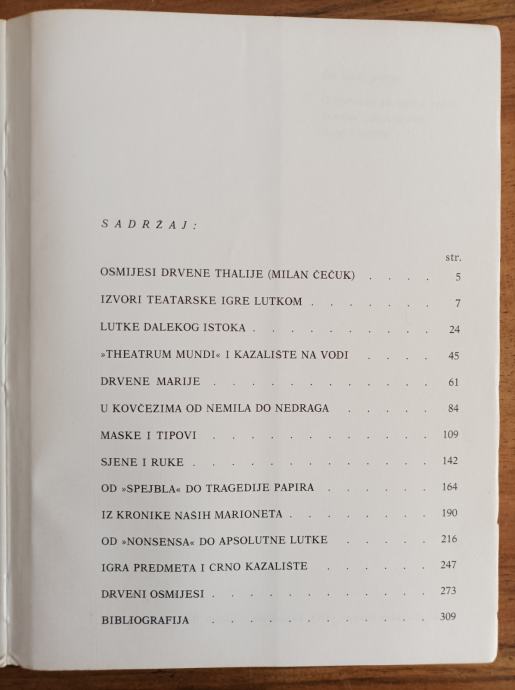 SADRŽAJ:
str.
OSMIJESI DRVENE THALIJE (MILAN ČEČUK) . . . . 5
IZVORI TEATARSKE IGRE LUTKOM . . . . . . . 7
LUTKE DALEKOG ISTOKA . . . . . . . . . . 24
»THEATRUM MUNDI« I KAZALIŠTE NA VODI . . . . 45
DRVENE MARIJE . . . . . . . . . . . . 61
U KOVČEZIMA OD NEMILA DO NEDRAGA . . . . . 84
MASKE I TIPOVI . . . . . . . . . . . . 109
SJENE I RUKE . . . . . . . . . . . . . 142
OD »SPEJBLA« DO TRAGEDIJE PAPIRA . . . . . . 164
IZ KRONIKE NAŠIH MARIONETA . . . . . . . . 190
OD »NONSENSA« DO APSOLUTNE LUTKE . . . . . 216
IGRA PREDMETA I CRNO KAZALIŠTE . . . . . . 247
DRVENI OSMIJESI . . . . . . . . . . . . 273
BIBLIOGRAFIJA . . . . . . . . . . . . 309